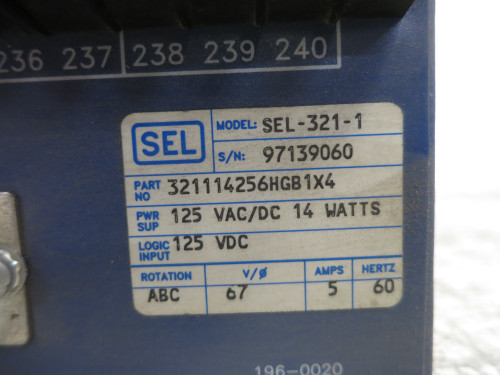 236 237 238 239 240
SEL MODEL: SEL-321-1
S/N: 97139060
PART NO 321114256HGB1X4
PWR SUP 125 VAC/DC 14 WATTS
LOGIC INPUT 125 VDC
ROTATION V/Ø AMPS HERTZ
ABC 67 5 60
196-0020